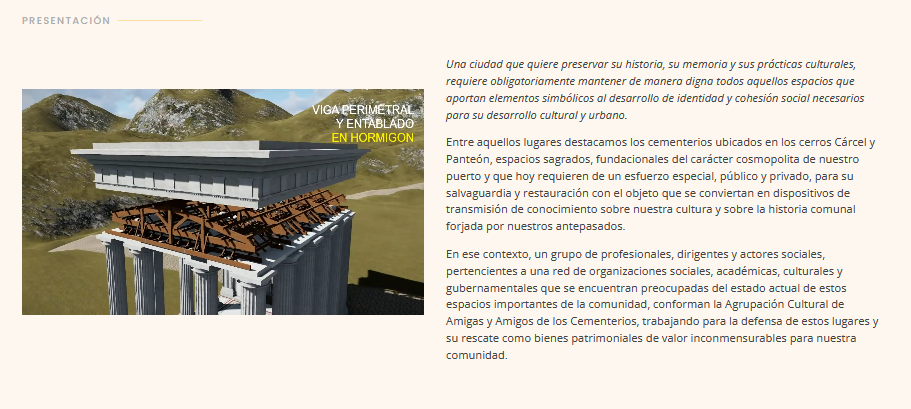 PRESENTACIÓN
VIGA PERIMETRAL
Y ENTABLADO
EN HORMIGON
Una ciudad que quiere preservar su historia, su memoria y sus prácticas culturales,
requiere obligatoriamente mantener de manera digna todos aquellos espacios que
aportan elementos simbólicos al desarrollo de identidad y cohesión social necesarios
para su desarrollo cultural y urbano.
Entre aquellos lugares destacamos los cementerios ubicados en los cerros Cárcel y
Panteón, espacios sagrados, fundacionales del carácter cosmopolita de nuestro
puerto y que hoy requieren de un esfuerzo especial, público y privado, para su
salvaguardia y restauración con el objeto que se conviertan en dispositivos de
transmisión de conocimiento sobre nuestra cultura y sobre la historia comunal
forjada por nuestros antepasados.
En ese contexto, un grupo de profesionales, dirigentes y actores sociales,
pertencientes a una red de organizaciones sociales, académicas, culturales y
gubernamentales que se encuentran preocupadas del estado actual de estos
espacios importantes de la comunidad, conforman la Agrupación Cultural de
Amigas y Amigos de los Cementerios, trabajando para la defensa de estos lugares y
su rescate como bienes patrimoniales de valor inconmensurables para nuestra
comunidad.